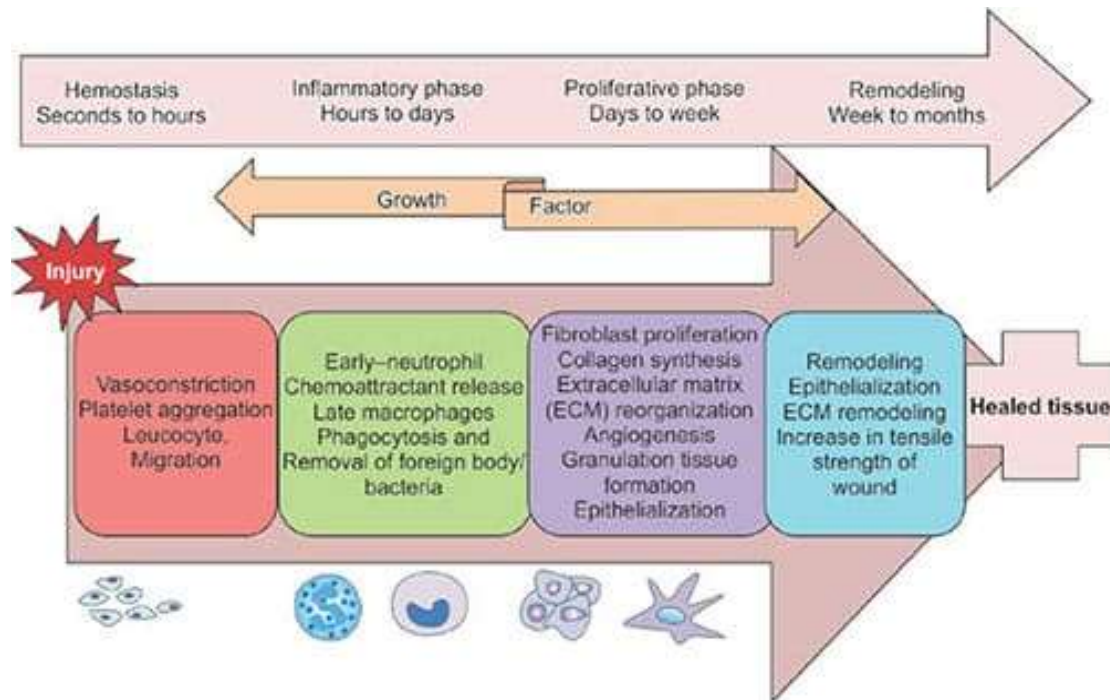 Hemostasis
Seconds to hours
Inflammatory phase
Hours to days
Proliferative phase
Days to week
Remodeling
Week to months
Growth
Factor
Injury
Vasoconstriction
Platelet aggregation
Leucocyte,
Migration
Early–neutrophil
Chemoattractant release
Late macrophages
Phagocytosis and
Removal of foreign body/
bacteria
Fibroblast proliferation
Collagen synthesis
Extracellular matrix
(ECM) reorganization
Angiogenesis
Granulation tissue
formation
Epithelialization
Remodeling
Epithelialization
ECM remodeling
Increase in tensile
strength of
wound
Healed tissue